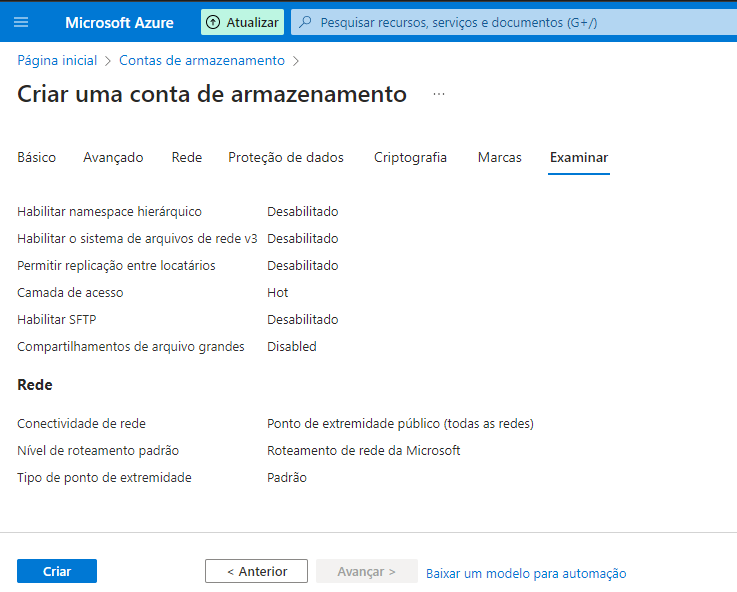 Microsoft Azure Atualizar Pesquisar recursos, serviços e documentos (G+/)
Página inicial > Contas de armazenamento >
Criar uma conta de armazenamento ...
Básico Avançado Rede Proteção de dados Criptografia Marcas Examinar
Habilitar namespace hierárquico Desabilitado
Habilitar o sistema de arquivos de rede v3 Desabilitado
Permitir replicação entre locatários Desabilitado
Camada de acesso Hot
Habilitar SFTP Desabilitado
Compartilhamentos de arquivo grandes Disabled
Rede
Conectividade de rede Ponto de extremidade público (todas as redes)
Nível de roteamento padrão Roteamento de rede da Microsoft
Tipo de ponto de extremidade Padrão
Criar < Anterior Avançar > Baixar um modelo para automação